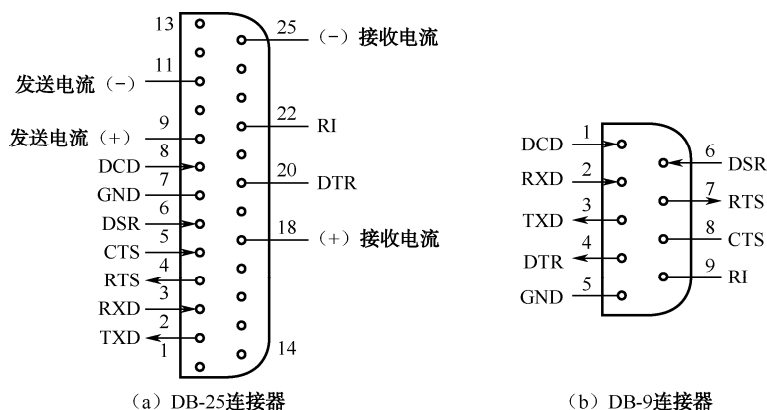 13
25 (-) 接收电流
发送电流 (-) 11
22 RI
发送电流 (+) 9
DCD 8
20 DTR
GND 7
DSR 6
18 (+) 接收电流
CTS 5
RTS 4
RXD 3
TXD 2
1
14
(a) DB-25连接器
DCD 1
6 DSR
RXD 2
7 RTS
TXD 3
8 CTS
DTR 4
9 RI
GND 5
(b) DB-9连接器